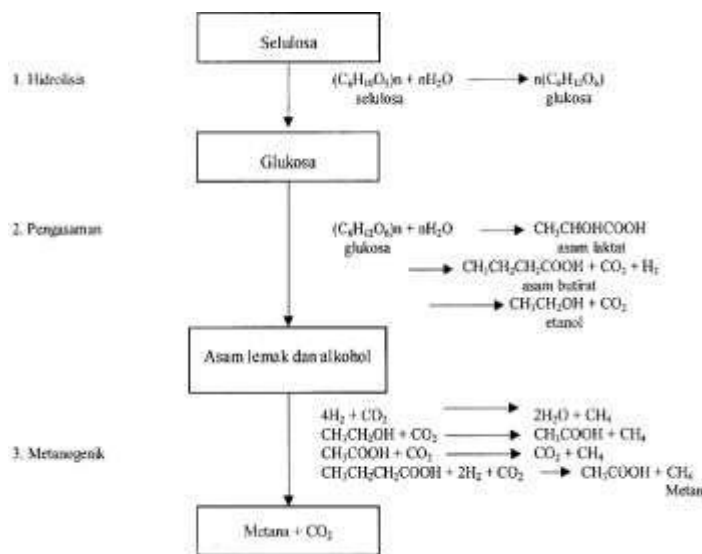 Selulosa
1. Hidrolisis
(C₆H₁₀O₅)n + nH₂O → n(C₆H₁₂O₆)
selulosa glukosa
Glukosa
2. Pengasaman
(C₆H₁₂O₆)n + nH₂O → CH₃CHOHCOOH
glukosa asam laktat
→ CH₃CH₂CH₂COOH + CO₂ + H₂
asam butirat
→ CH₃CH₂OH + CO₂
etanol
Asam lemak dan alkohol
4H₂ + CO₂ → 2H₂O + CH₄
CH₃CH₂OH + CO₂ → CH₃COOH + CH₄
3. Metanogenik
CH₃COOH + CO₂ → CO₂ + CH₄
CH₃CH₂CH₂COOH + 2H₂ + CO₂ → CH₃COOH + CH₄
Metan
Metana + CO₂